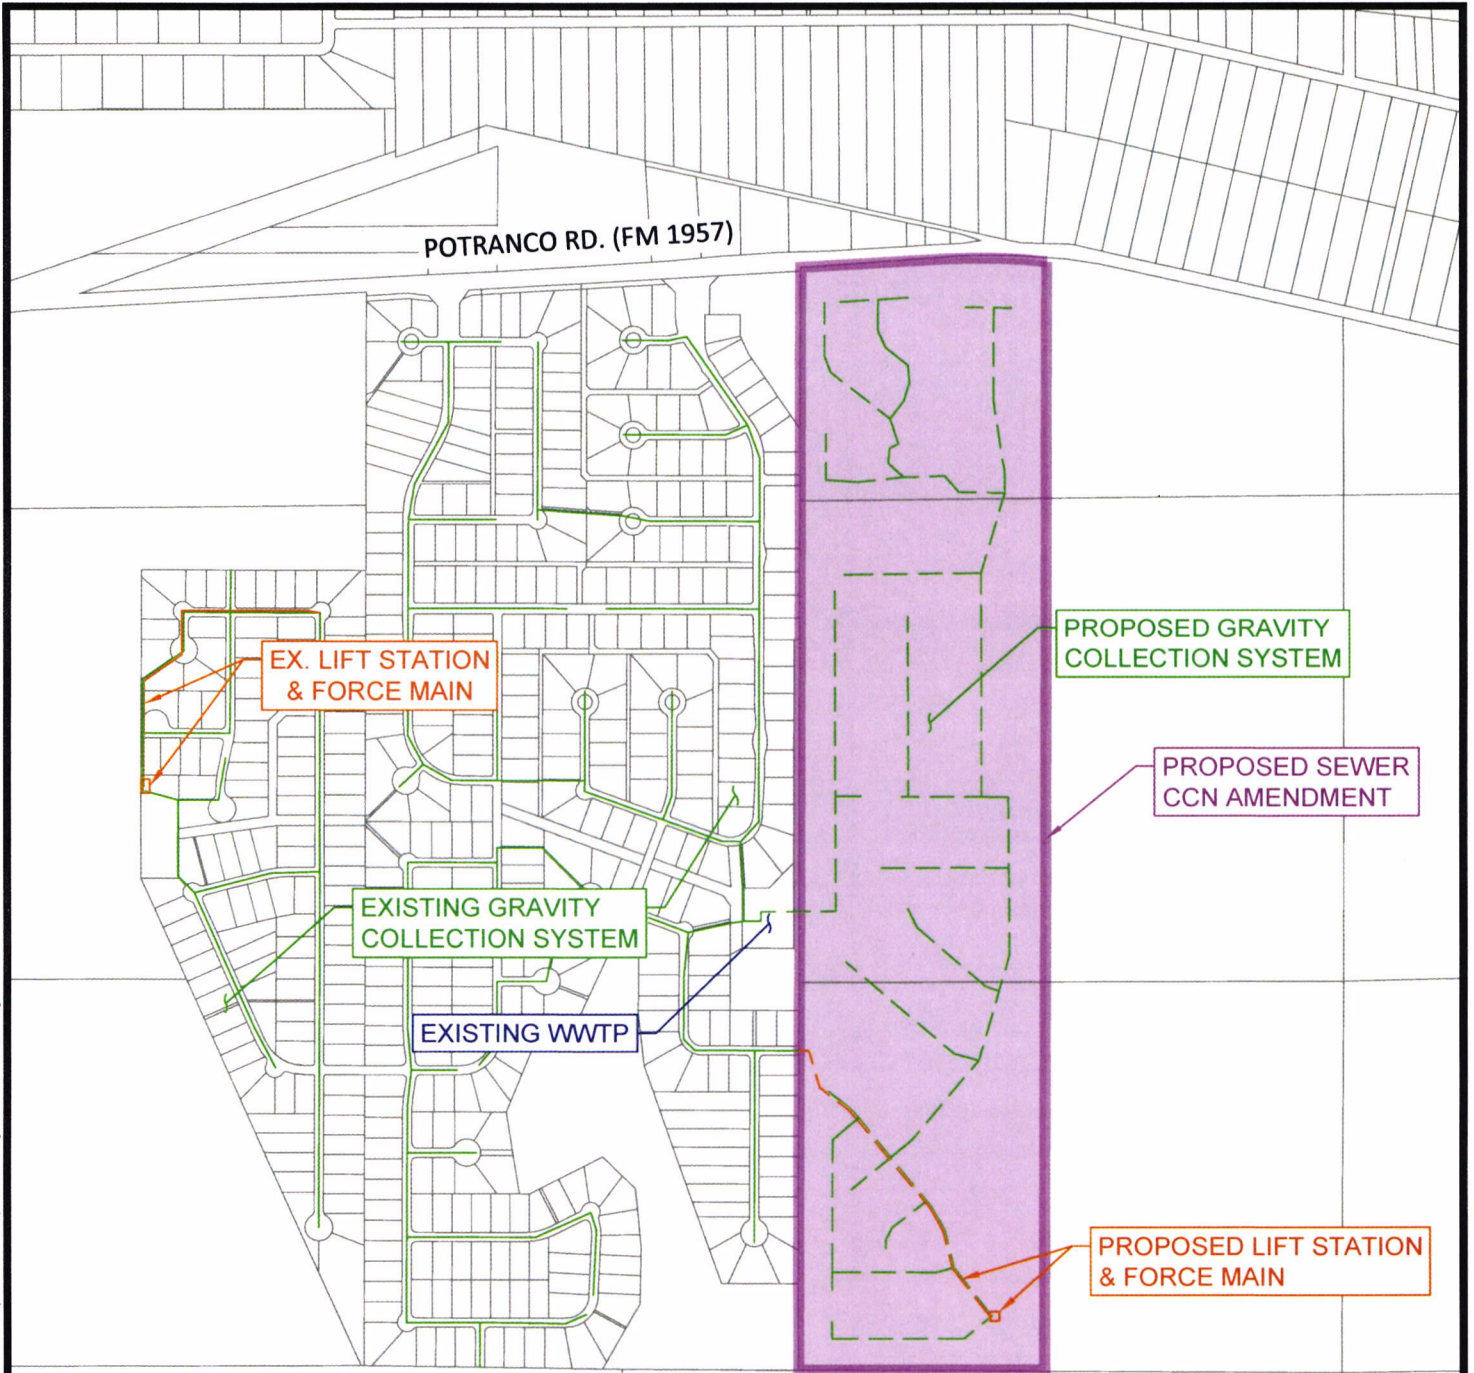 POTRANCO RD. (FM 1957)
EX. LIFT STATION
& FORCE MAIN
PROPOSED GRAVITY
COLLECTION SYSTEM
PROPOSED SEWER
CCN AMENDMENT
EXISTING GRAVITY
COLLECTION SYSTEM
EXISTING WWTP
PROPOSED LIFT STATION
& FORCE MAIN